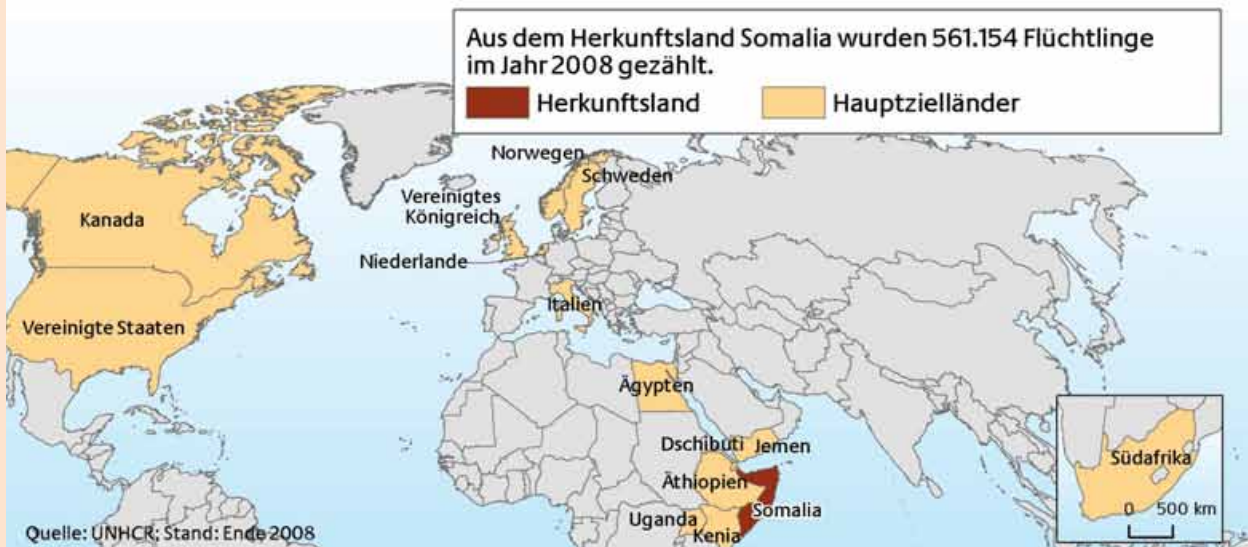 Aus dem Herkunftsland Somalia wurden 561.154 Flüchtlinge
im Jahr 2008 gezählt.
Herkunftsland
Hauptzielländer
Norwegen
Schweden
Vereinigtes
Königreich
Kanada
Niederlande
Italien
Vereinigte Staaten
Ägypten
Dschibuti
Jemen
Äthiopien
Somalia
Uganda
Kenia
Südafrika
0 500 km
Quelle: UNHCR; Stand: Ende 2008